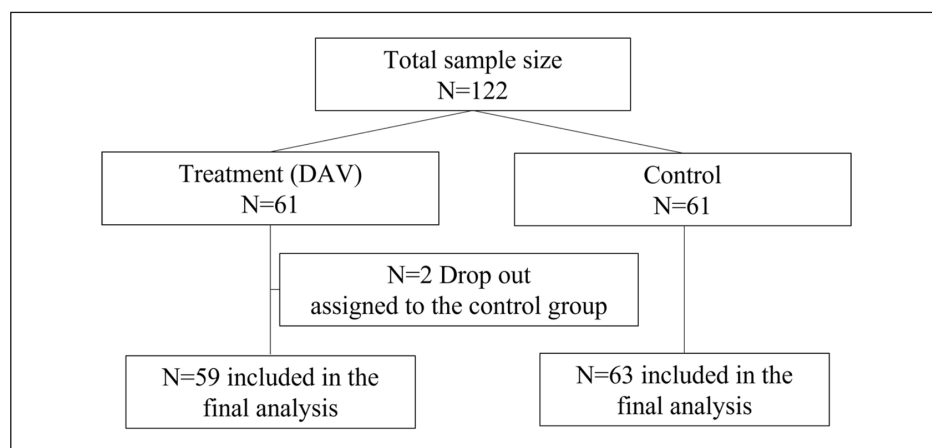 Total sample size
N=122
Treatment (DAV)
N=61
Control
N=61
N=2 Drop out
assigned to the control group
N=59 included in the
final analysis
N=63 included in the
final analysis